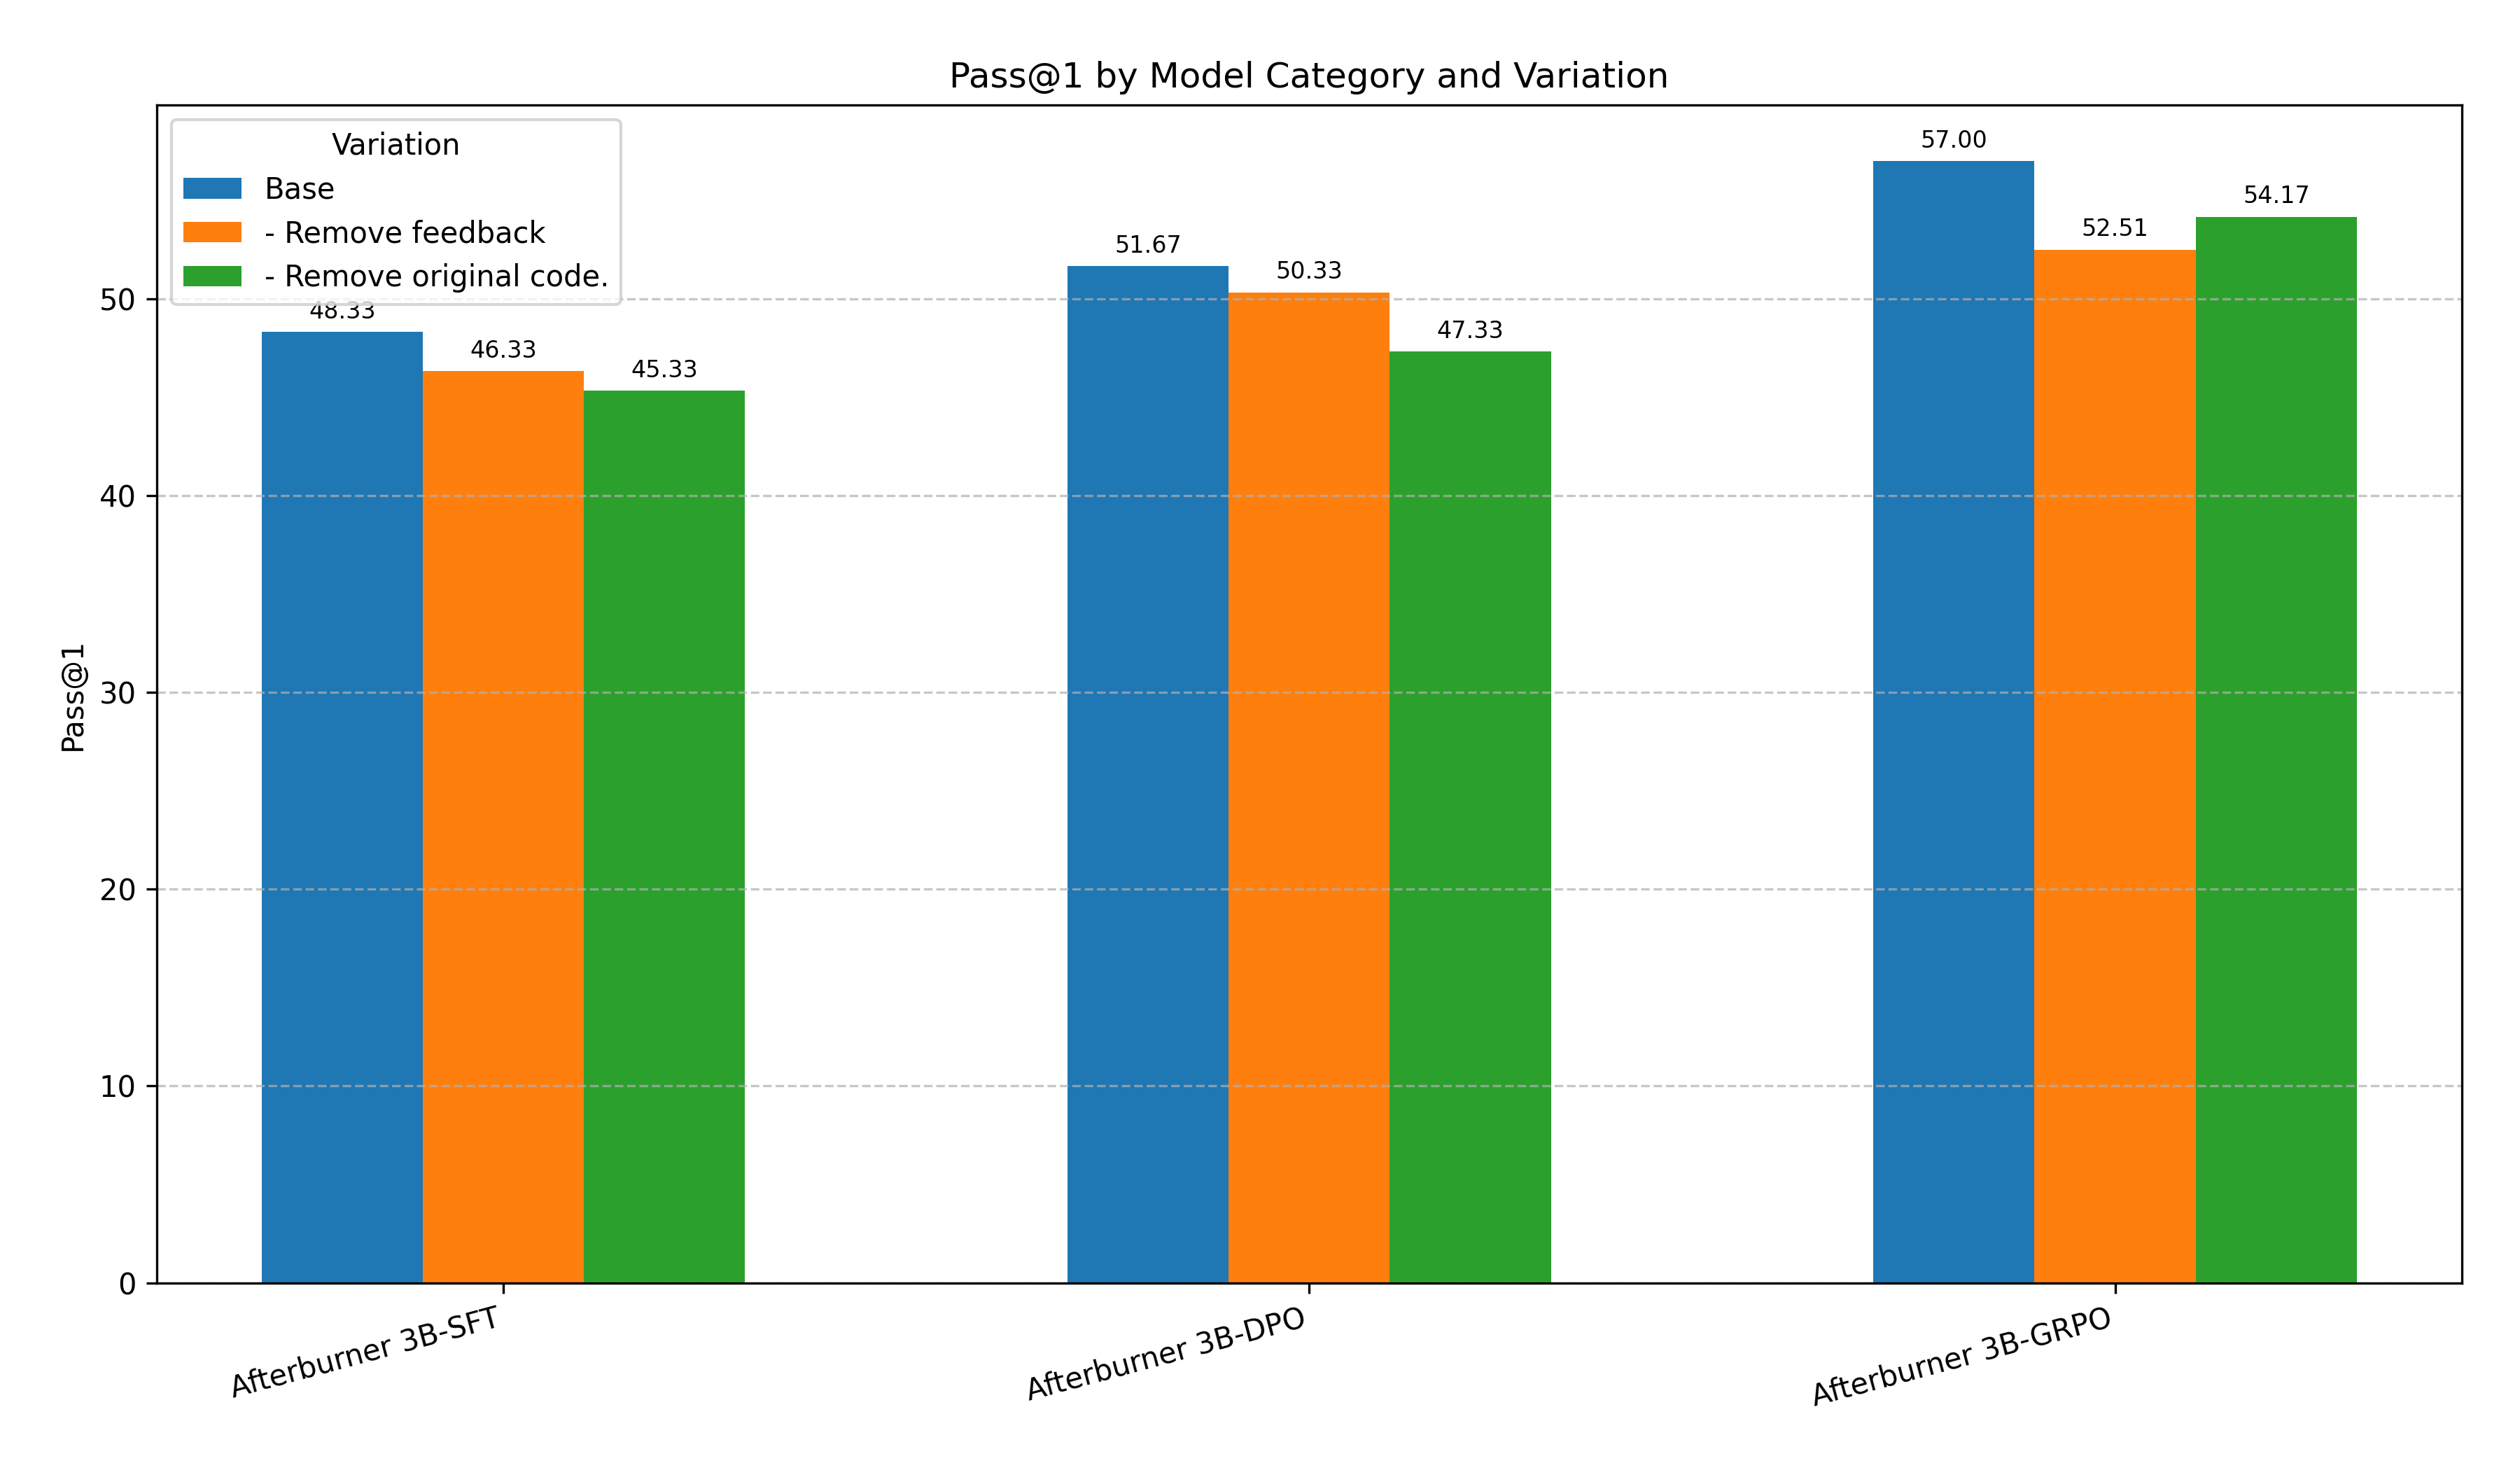 Pass@1 by Model Category and Variation
Variation
Base
- Remove feedback
- Remove original code.
48.33
46.33
45.33
51.67
50.33
47.33
57.00
52.51
54.17
Pass@1
50
40
30
20
10
0
Afterburner 3B-SFT
Afterburner 3B-DPO
Afterburner 3B-GRPO